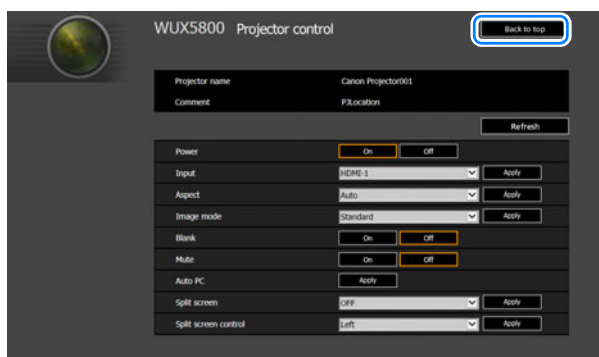 WUX5800 Projector control
Back to top
Projector name Canon Projector001
Comment PJLocation
Refresh
Power On Off
Input HDMI-1 Apply
Aspect Auto Apply
Image mode Standard Apply
Blank On Off
Mute On Off
Auto PC Apply
Split screen OFF Apply
Split screen control Left Apply